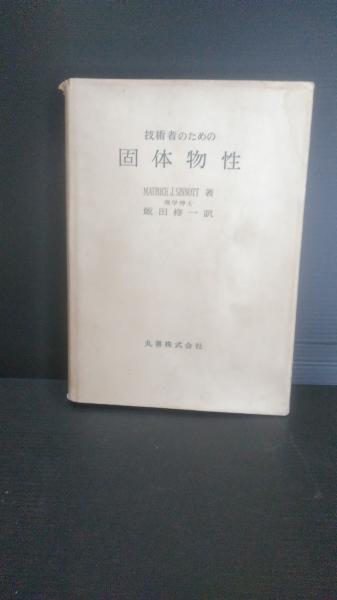 技術者のための
固体物性
MAURICE J. SINNOTT 著
理学博士
飯田修一訳
丸善株式会社